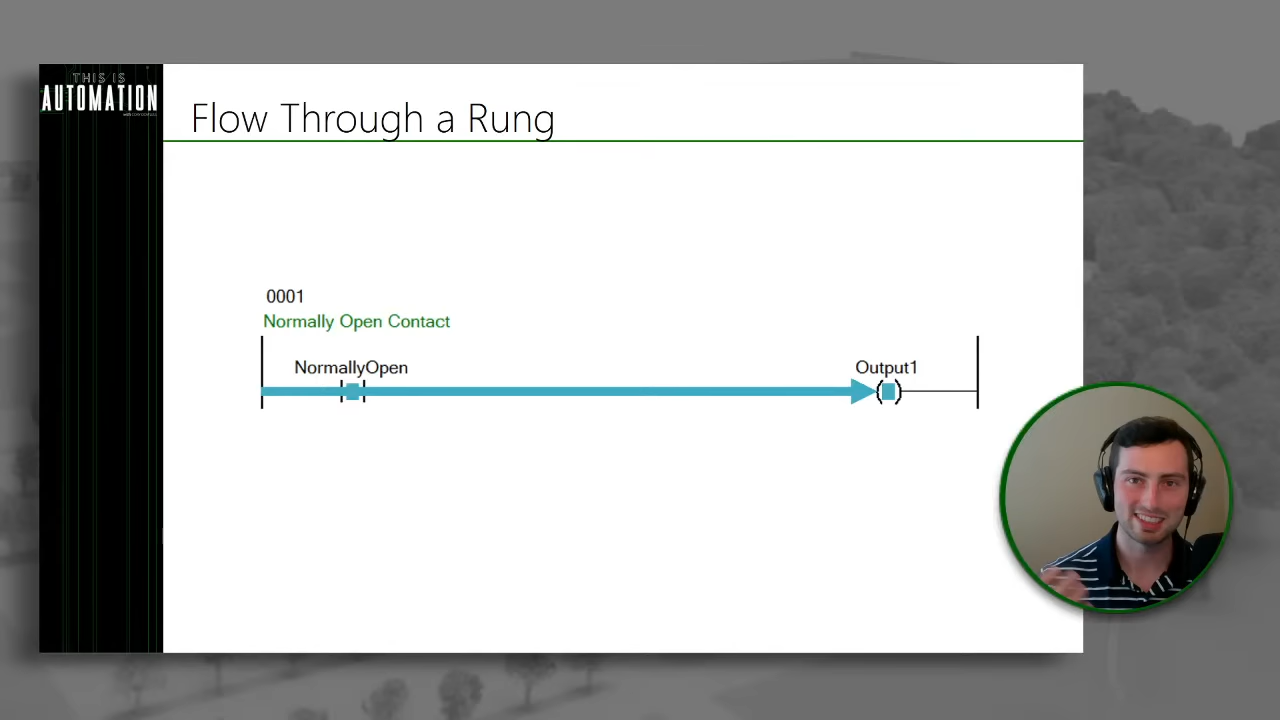 THIS IS
AUTOMATION
Flow Through a Rung
0001
Normally Open Contact
NormallyOpen
Output1